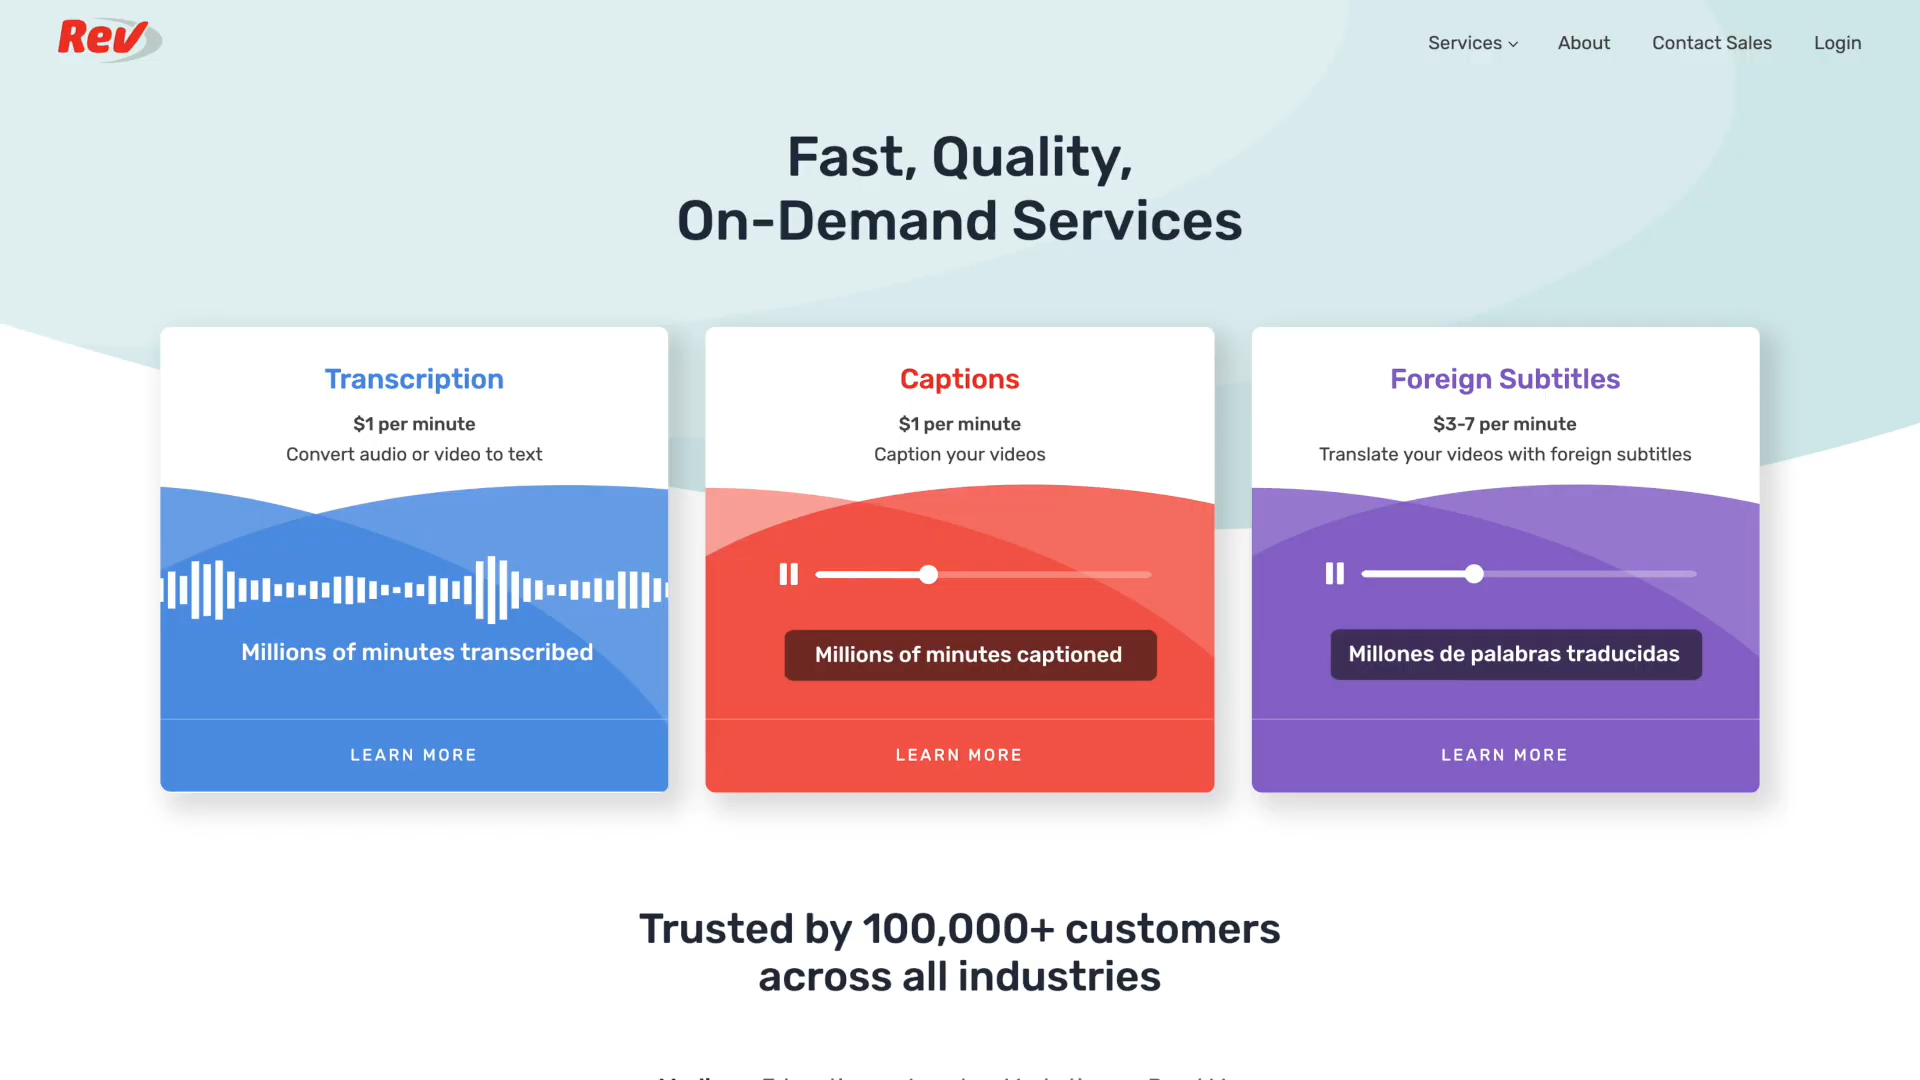 Rev
Services
About
Contact Sales
Login
Fast, Quality,
On-Demand Services
Transcription
$1 per minute
Convert audio or video to text
Millions of minutes transcribed
LEARN MORE
Captions
$1 per minute
Caption your videos
Millions of minutes captioned
LEARN MORE
Foreign Subtitles
$3-7 per minute
Translate your videos with foreign subtitles
Millones de palabras traducidas
LEARN MORE
Trusted by 100,000+ customers
across all industries